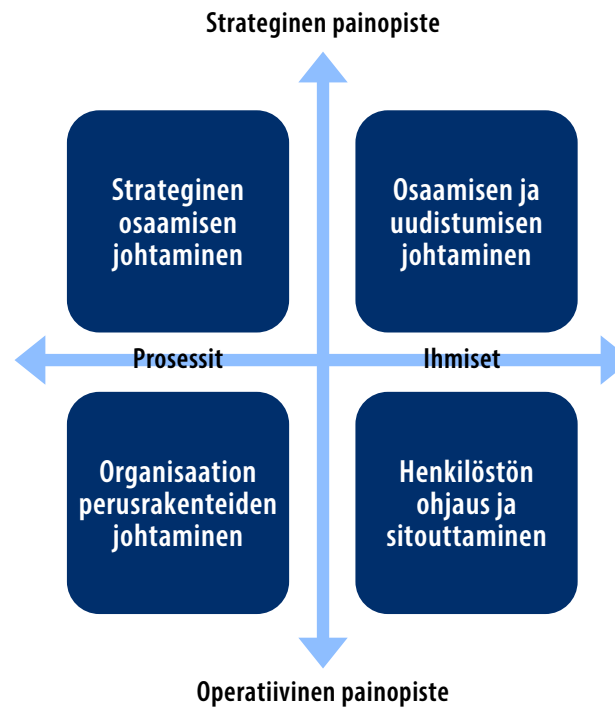 Strateginen painopiste
Strateginen
osaamisen
johtaminen
Osaamisen ja
uudistumisen
johtaminen
Prosessit
Ihmiset
Organisaation
perusrakenteiden
johtaminen
Henkilöstön
ohjaus ja
sitouttaminen
Operatiivinen painopiste